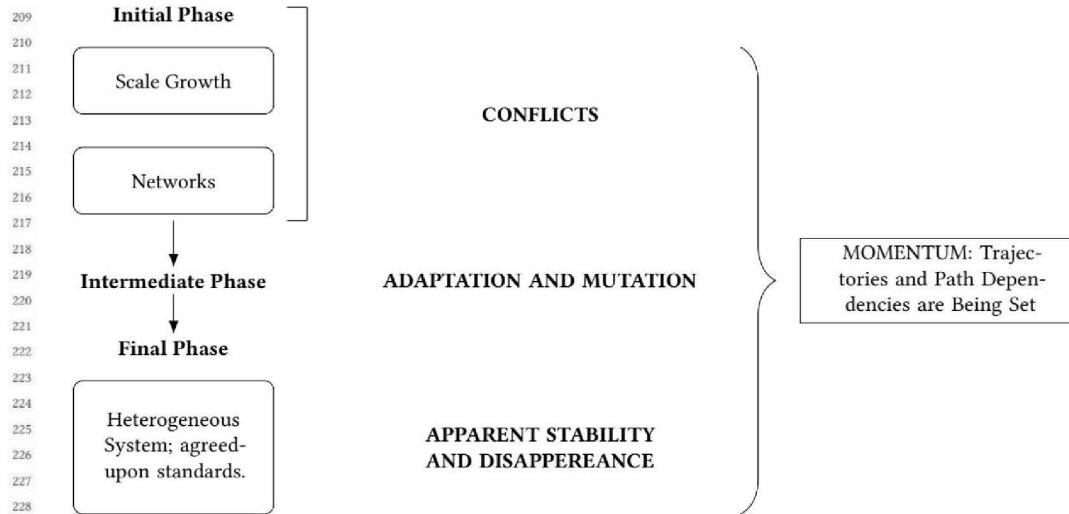 209
210
211
212
213
214
215
216
217
218
219
220
221
222
223
224
225
226
227
228
Initial Phase
Scale Growth
Networks
Intermediate Phase
Final Phase
Heterogeneous
System; agreed-
upon standards.
CONFLICTS
ADAPTATION AND MUTATION
APPARENT STABILITY
AND DISAPPEREANCE
MOMENTUM: Trajec-
tories and Path Depen-
dencies are Being Set